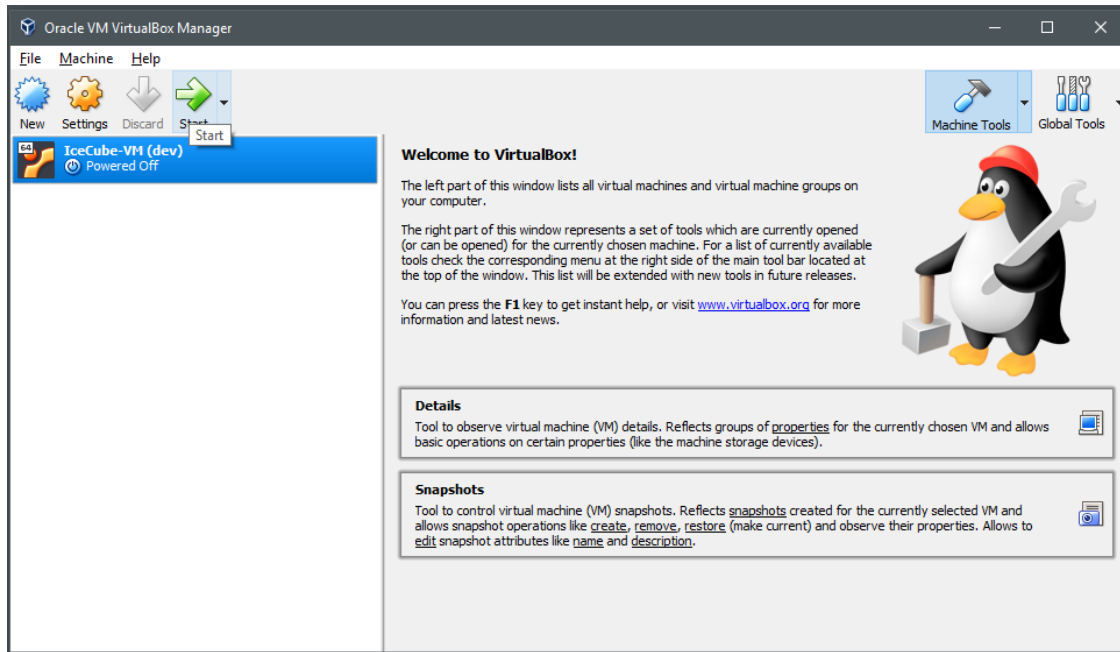 Oracle VM VirtualBox Manager
File Machine Help
New Settings Discard Start Machine Tools Global Tools
Start
64
IceCube-VM (dev)
Powered Off
Welcome to VirtualBox!
The left part of this window lists all virtual machines and virtual machine groups on
your computer.
The right part of this window represents a set of tools which are currently opened
(or can be opened) for the currently chosen machine. For a list of currently available
tools check the corresponding menu at the right side of the main tool bar located at
the top of the window. This list will be extended with new tools in future releases.
You can press the F1 key to get instant help, or visit www.virtualbox.org for more
information and latest news.
Details
Tool to observe virtual machine (VM) details. Reflects groups of properties for the currently chosen VM and allows
basic operations on certain properties (like the machine storage devices).
Snapshots
Tool to control virtual machine (VM) snapshots. Reflects snapshots created for the currently selected VM and
allows snapshot operations like create, remove, restore (make current) and observe their properties. Allows to
edit snapshot attributes like name and description.